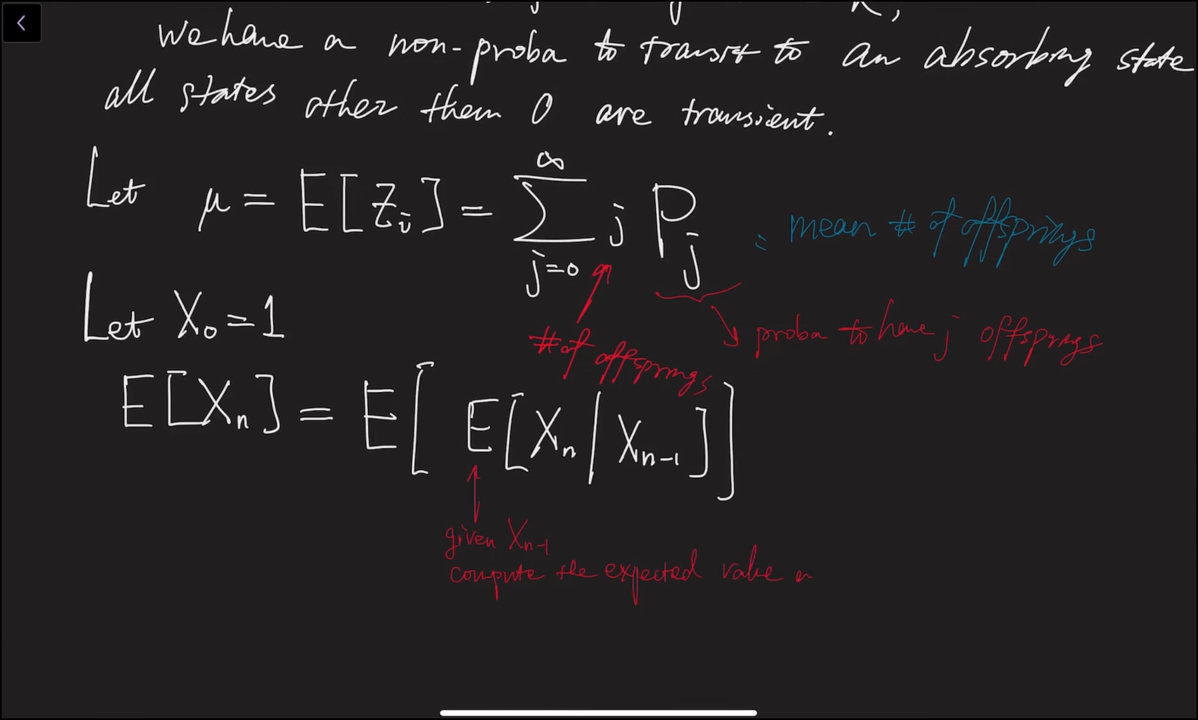 we have a non-proba to transit to an absorbing state
all states other them 0 are transient.
Let μ = E[Z_i] = ∑_{j=0}^{∞} j P_j = mean # of offsprings
# of offsprings
proba to have j offsprings
Let X_0 = 1
E[X_n] = E[ E[X_n | X_{n-1}] ]
given X_{n-1}
compute the expected value